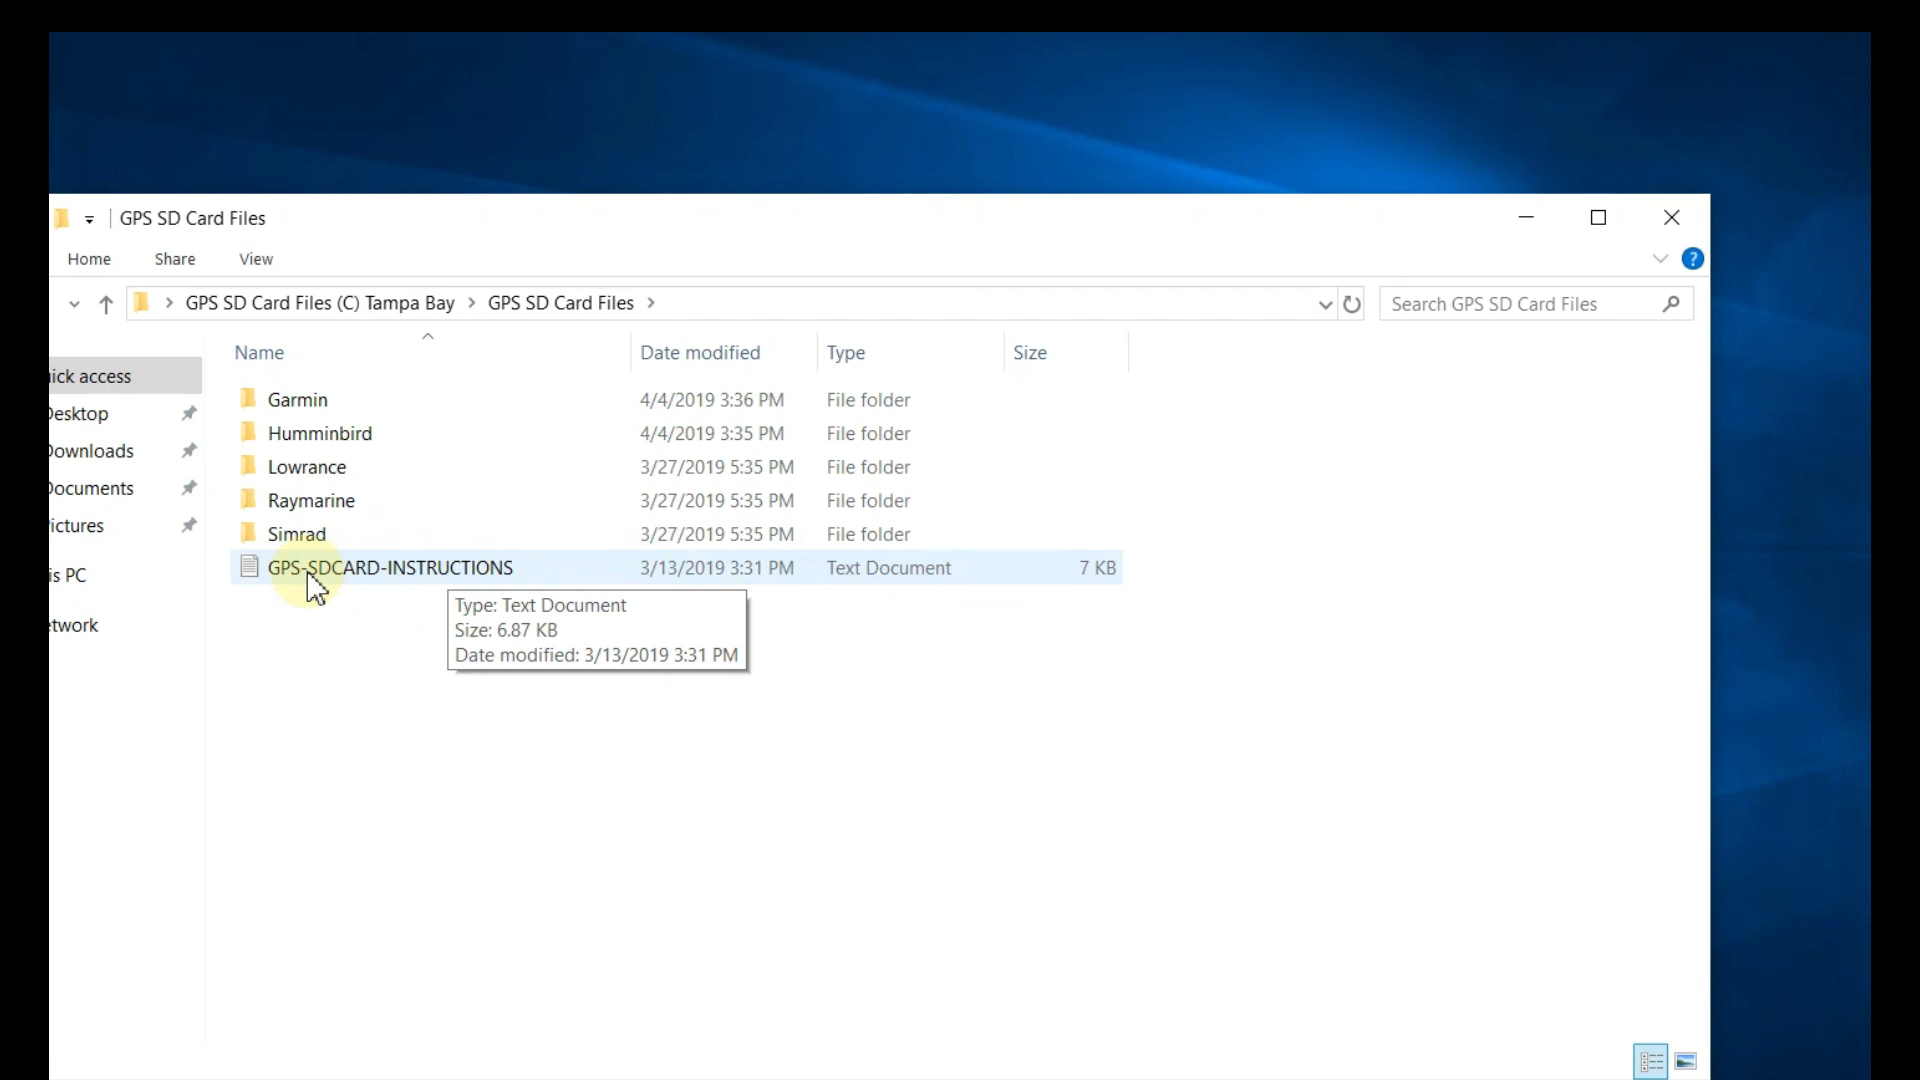 GPS SD Card Files
Home Share View
GPS SD Card Files (C) Tampa Bay > GPS SD Card Files >
Search GPS SD Card Files
Name Date modified Type Size
ick access
esktop
ownloads
ocuments
ictures
is PC
twork
Garmin 4/4/2019 3:36 PM File folder
Humminbird 4/4/2019 3:35 PM File folder
Lowrance 3/27/2019 5:35 PM File folder
Raymarine 3/27/2019 5:35 PM File folder
Simrad 3/27/2019 5:35 PM File folder
GPS-SDCARD-INSTRUCTIONS 3/13/2019 3:31 PM Text Document 7 KB
Type: Text Document
Size: 6.87 KB
Date modified: 3/13/2019 3:31 PM